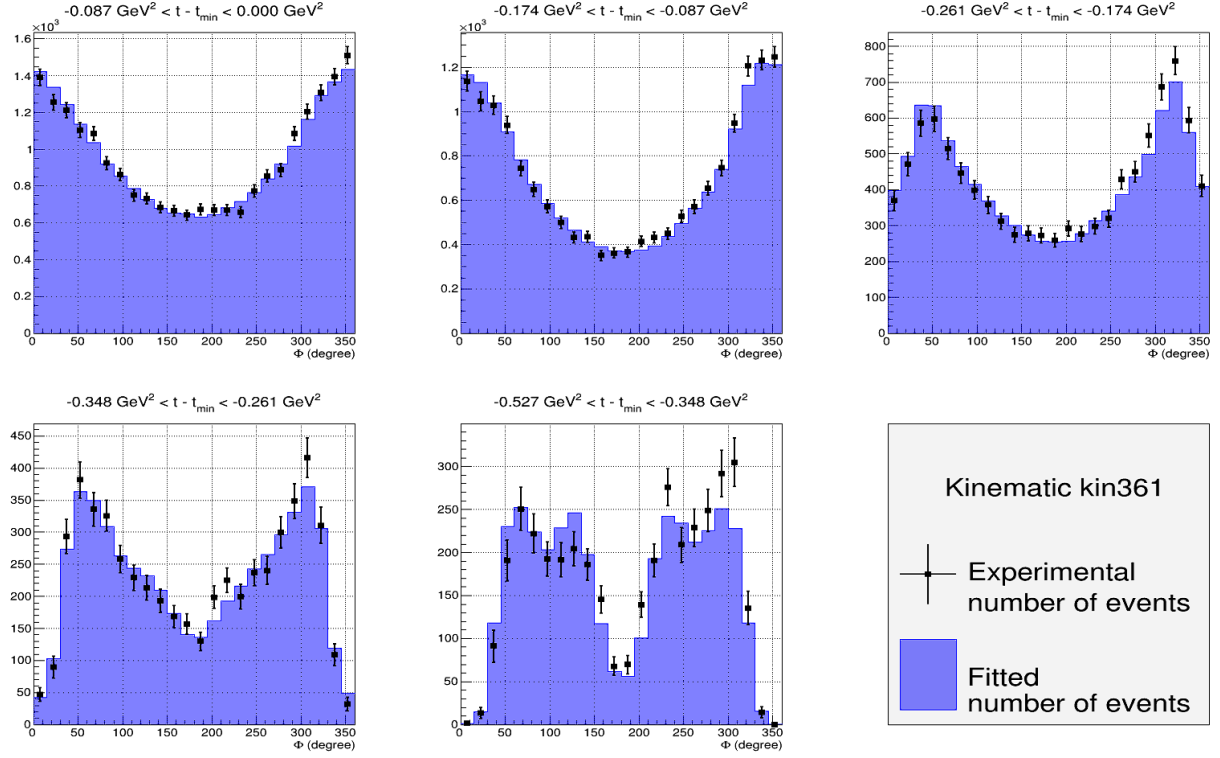 -0.087 GeV² < t - tmin < 0.000 GeV²
×10³
1.6
1.4
1.2
1
0.8
0.6
0.4
0.2
0
0 50 100 150 200 250 300 350
Φ (degree)
-0.174 GeV² < t - tmin < -0.087 GeV²
×10³
1.2
1
0.8
0.6
0.4
0.2
0
0 50 100 150 200 250 300 350
Φ (degree)
-0.261 GeV² < t - tmin < -0.174 GeV²
800
700
600
500
400
300
200
100
0
0 50 100 150 200 250 300 350
Φ (degree)
-0.348 GeV² < t - tmin < -0.261 GeV²
450
400
350
300
250
200
150
100
50
0
0 50 100 150 200 250 300 350
Φ (degree)
-0.527 GeV² < t - tmin < -0.348 GeV²
300
250
200
150
100
50
0
0 50 100 150 200 250 300 350
Φ (degree)
Kinematic kin361
Experimental
number of events
Fitted
number of events